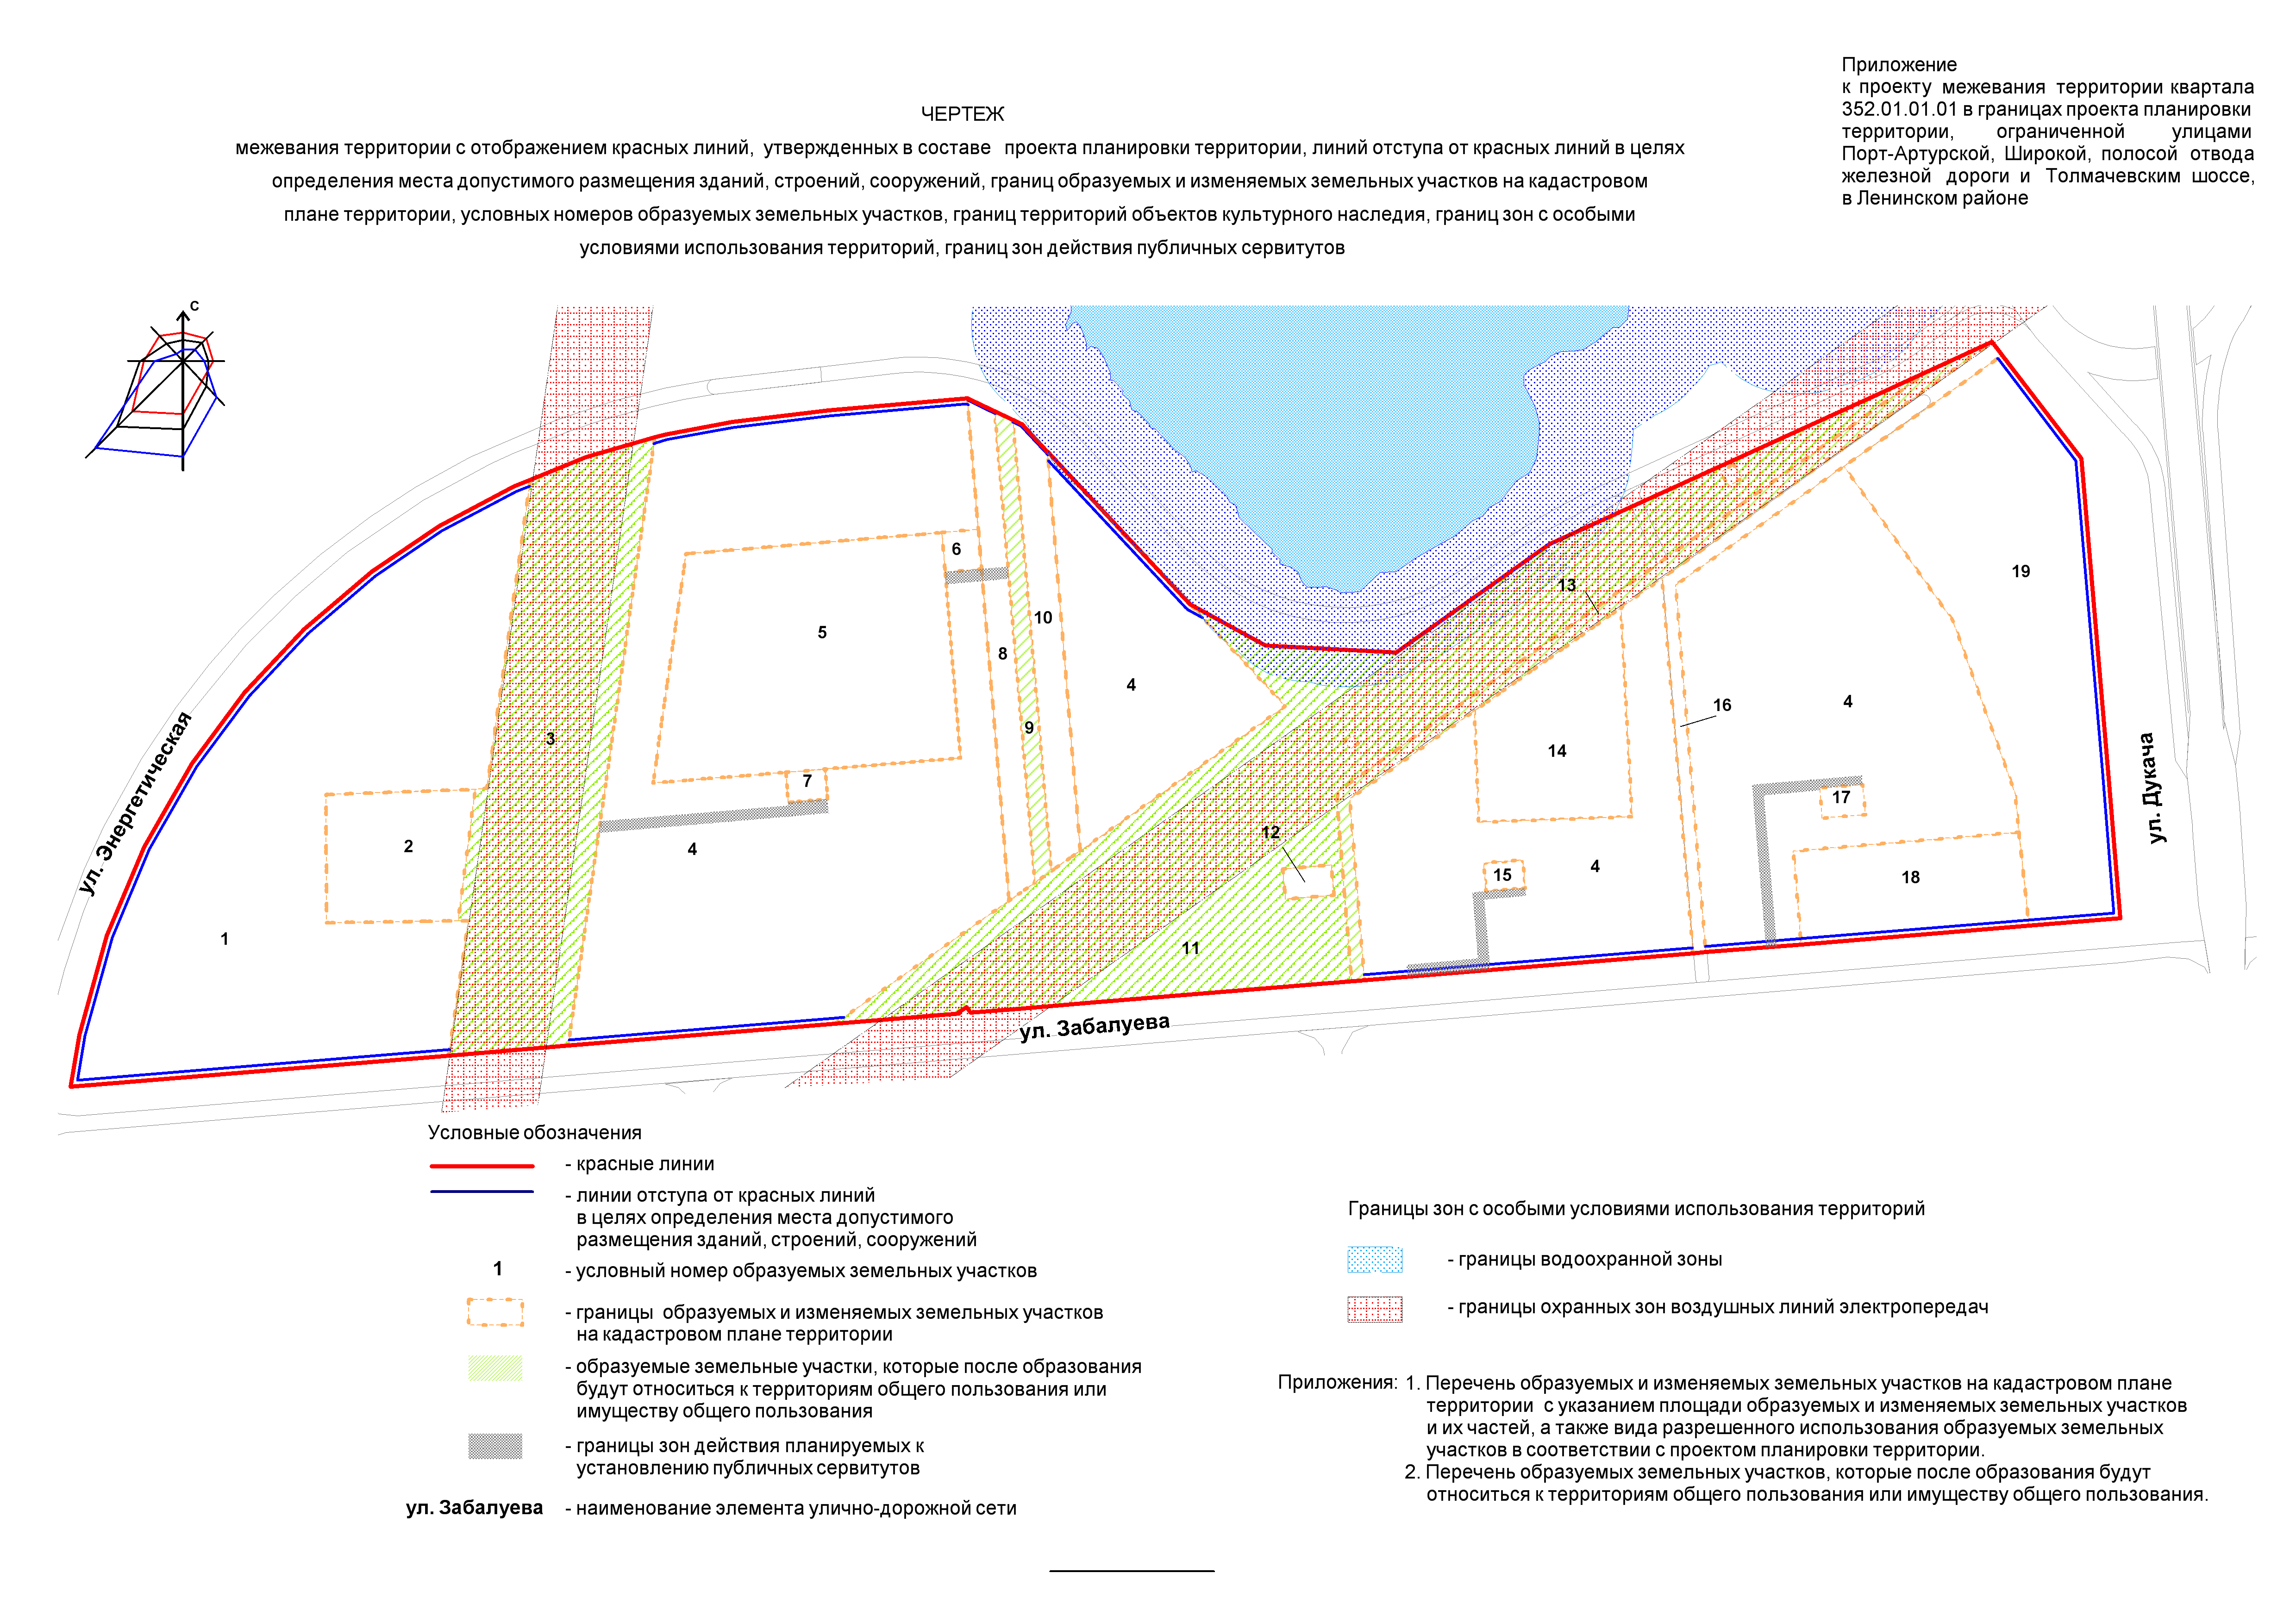 Приложение
к проекту межевания территории квартала
352.01.01.01 в границах проекта планировки
территории, ограниченной улицами
Порт-Артурской, Широкой, полосой отвода
железной дороги и Толмачевским шоссе,
в Ленинском районе
ЧЕРТЕЖ
межевания территории с отображением красных линий, утвержденных в составе проекта планировки территории, линий отступа от красных линий в целях
определения места допустимого размещения зданий, строений, сооружений, границ образуемых и изменяемых земельных участков на кадастровом
плане территории, условных номеров образуемых земельных участков, границ территорий объектов культурного наследия, границ зон с особыми
условиями использования территорий, границ зон действия публичных сервитутов
С
6
19
13
10
5
8
4
4
16
9
3
14
7
17
12
2
4
4
15
18
1
11
ул. Энергетическая
ул. Дукача
ул. Забалуева
Условные обозначения
- красные линии
- линии отступа от красных линий
в целях определения места допустимого
размещения зданий, строений, сооружений
1 - условный номер образуемых земельных участков
- границы образуемых и изменяемых земельных участков
на кадастровом плане территории
- образуемые земельные участки, которые после образования
будут относиться к территориям общего пользования или
имуществу общего пользования
- границы зон действия планируемых к
установлению публичных сервитутов
ул. Забалуева - наименование элемента улично-дорожной сети
Границы зон с особыми условиями использования территорий
- границы водоохранной зоны
- границы охранных зон воздушных линий электропередач
Приложения: 1. Перечень образуемых и изменяемых земельных участков на кадастровом плане
территории с указанием площади образуемых и изменяемых земельных участков
и их частей, а также вида разрешенного использования образуемых земельных
участков в соответствии с проектом планировки территории.
2. Перечень образуемых земельных участков, которые после образования будут
относиться к территориям общего пользования или имуществу общего пользования.